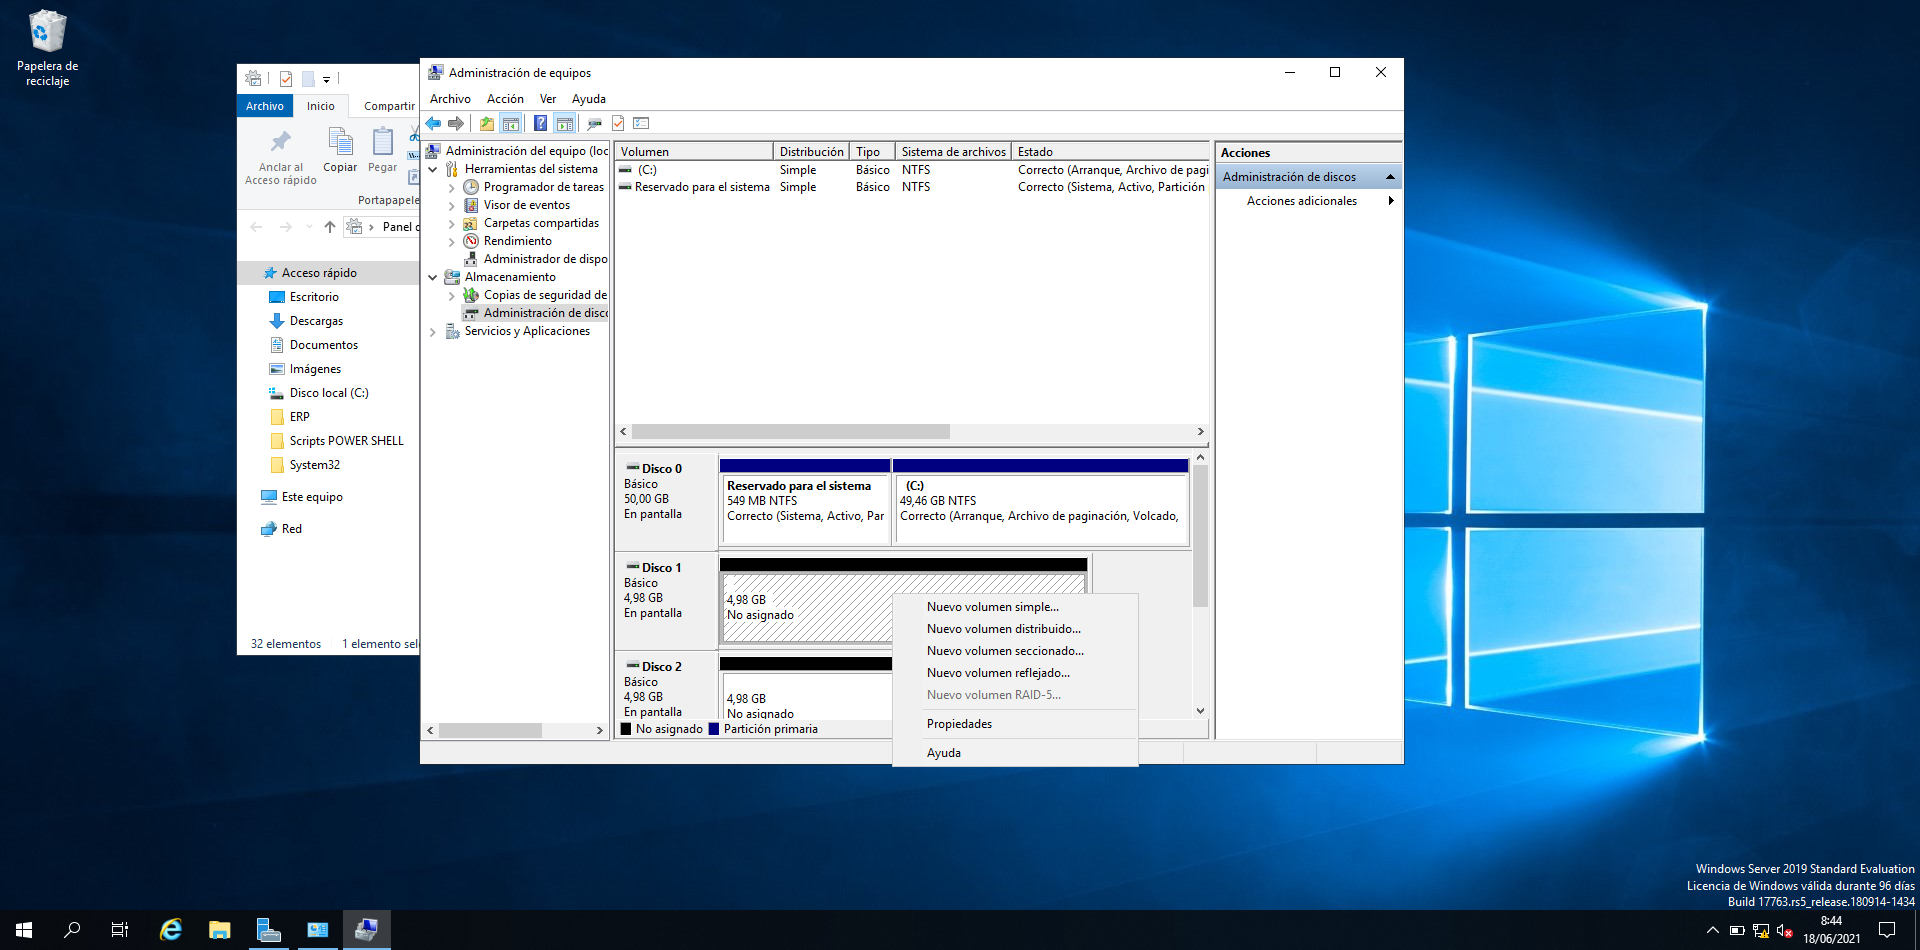 Papelera de
reciclaje
Archivo
Inicio
Compartir
Anclar al
Acceso rápido
Copiar
Pegar
Portapapele
Panel d
Acceso rápido
Escritorio
Descargas
Documentos
Imágenes
Disco local (C:)
ERP
Scripts POWER SHELL
System32
Este equipo
Red
32 elementos
1 elemento sel
Administración de equipos
Archivo
Acción
Ver
Ayuda
Administración del equipo (loc
Herramientas del sistema
Programador de tareas
Visor de eventos
Carpetas compartidas
Rendimiento
Administrador de dispo
Almacenamiento
Copias de seguridad de
Administración de disco
Servicios y Aplicaciones
Volumen Distribución Tipo Sistema de archivos Estado
(C:) Simple Básico NTFS Correcto (Arranque, Archivo de pagi
Reservado para el sistema Simple Básico NTFS Correcto (Sistema, Activo, Partición
Acciones
Administración de discos
Acciones adicionales
Disco 0
Básico
50,00 GB
En pantalla
Reservado para el sistema
549 MB NTFS
Correcto (Sistema, Activo, Par
(C:)
49,46 GB NTFS
Correcto (Arranque, Archivo de paginación, Volcado,
Disco 1
Básico
4,98 GB
En pantalla
4,98 GB
No asignado
Disco 2
Básico
4,98 GB
En pantalla
4,98 GB
No asignado
No asignado
Partición primaria
Nuevo volumen simple...
Nuevo volumen distribuido...
Nuevo volumen seccionado...
Nuevo volumen reflejado...
Nuevo volumen RAID-5...
Propiedades
Ayuda
Windows Server 2019 Standard Evaluation
Licencia de Windows válida durante 96 días
Build 17763.rs5_release.180914-1434
8:44
18/06/2021